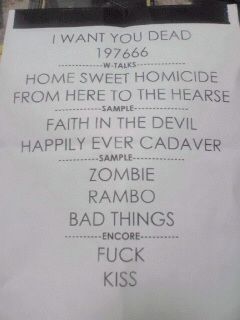 I WANT YOU DEAD
197666
-----------W TALKS------------
HOME SWEET HOMICIDE
FROM HERE TO THE HEARSE
----------SAMPLE----------
FAITH IN THE DEVIL
HAPPILY EVER CADAVER
----------SAMPLE----------
ZOMBIE
RAMBO
BAD THINGS
----------ENCORE----------
FUCK
KISS